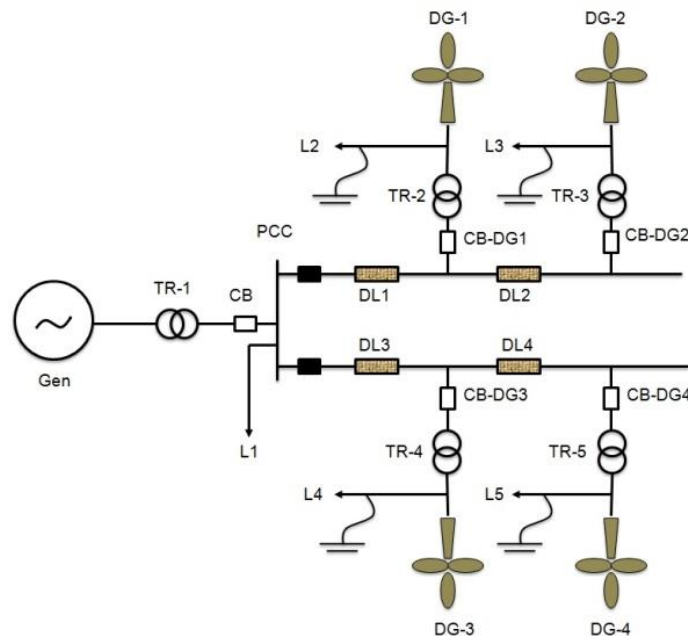 DG-1
DG-2
L2
L3
TR-2
TR-3
PCC
CB-DG1
CB-DG2
TR-1
CB
DL1
DL2
Gen
DL3
DL4
L1
CB-DG3
CB-DG4
TR-4
TR-5
L4
L5
DG-3
DG-4